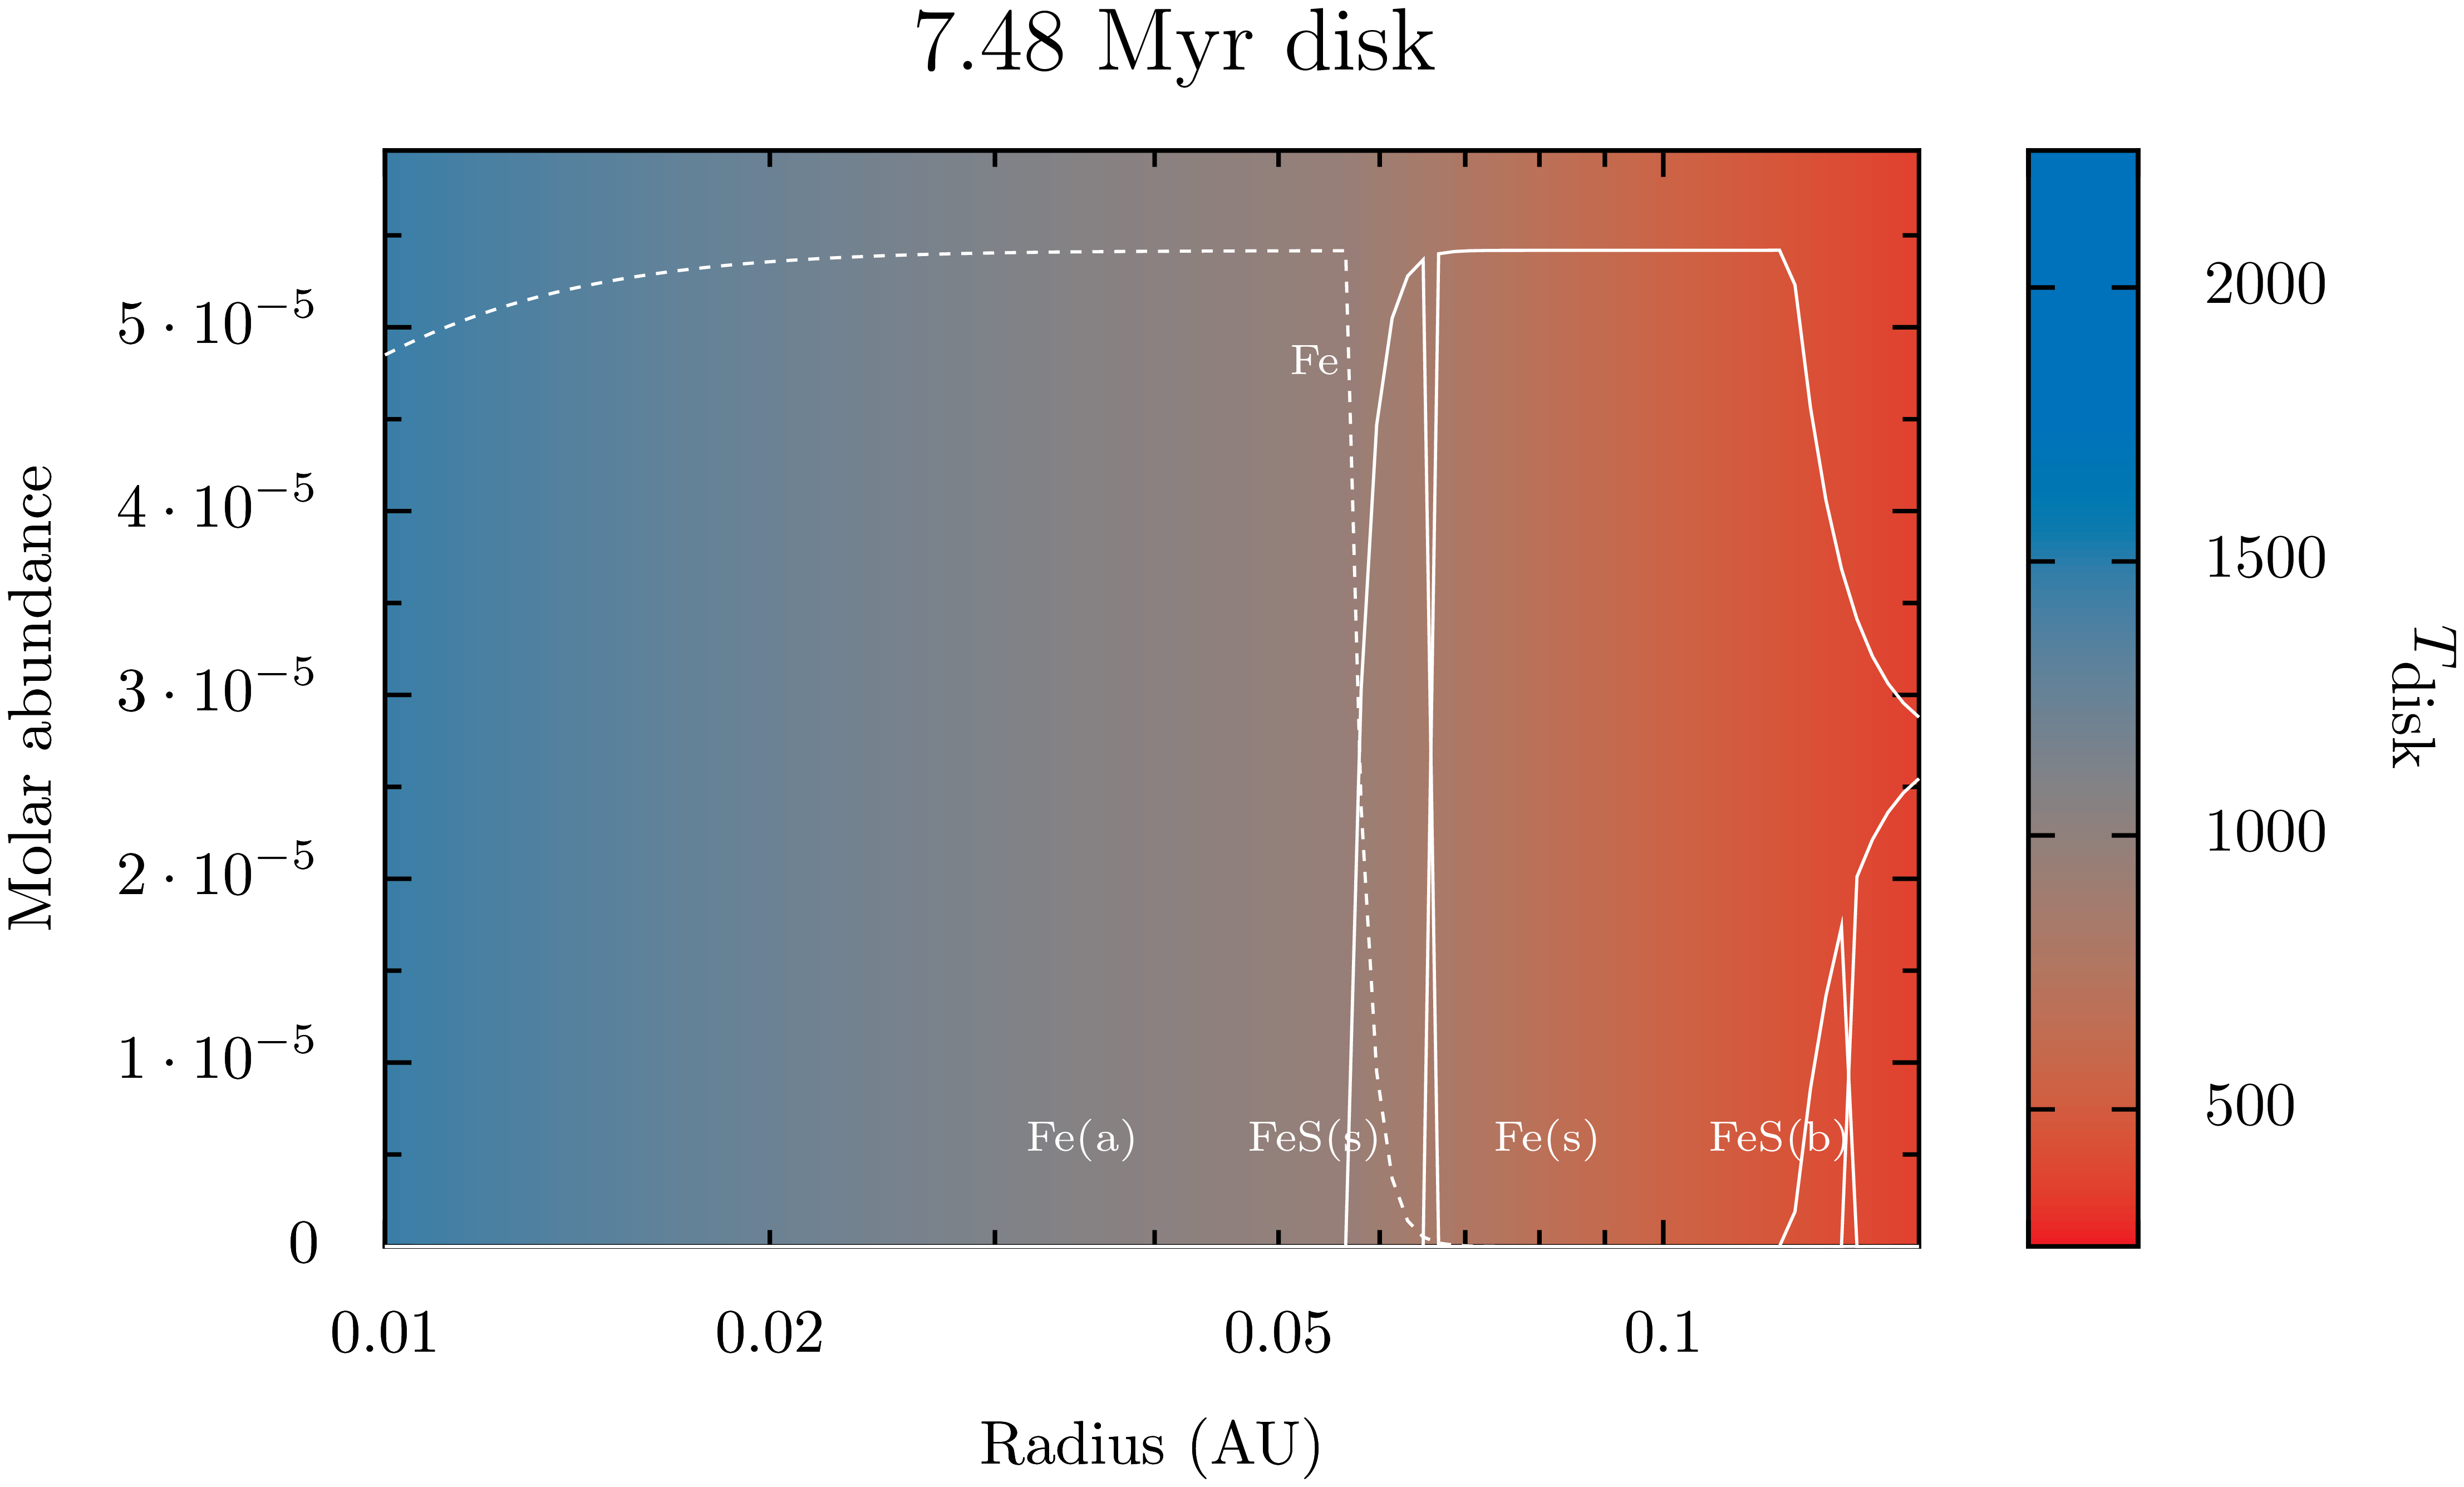 7.48 Myr disk
Molar abundance
5 · 10⁻⁵
4 · 10⁻⁵
3 · 10⁻⁵
2 · 10⁻⁵
1 · 10⁻⁵
0
Fe
Fe(a) FeS(s) Fe(s) FeS(b)
0.01 0.02 0.05 0.1
Radius (AU)
2000
1500
1000
500
T_disk